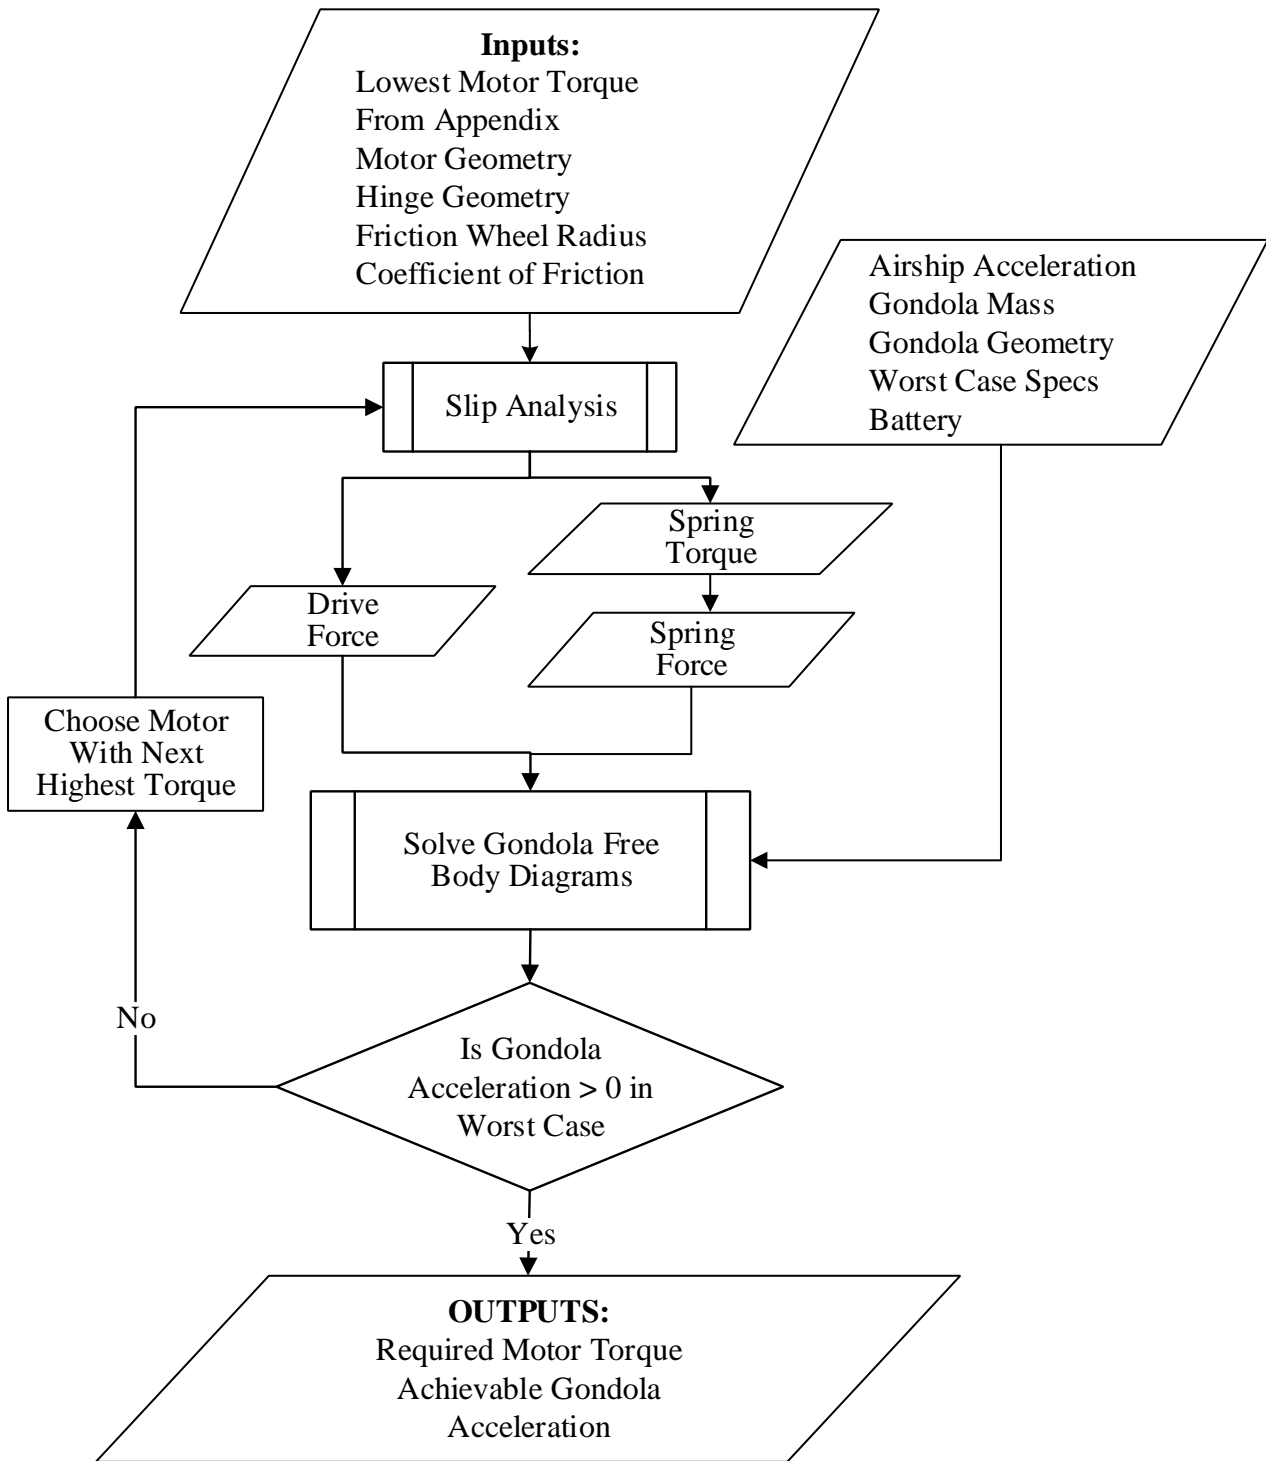 Inputs:
Lowest Motor Torque
From Appendix
Motor Geometry
Hinge Geometry
Friction Wheel Radius
Coefficient of Friction
Airship Acceleration
Gondola Mass
Gondola Geometry
Worst Case Specs
Battery
Slip Analysis
Spring
Torque
Drive
Force
Spring
Force
Choose Motor
With Next
Highest Torque
Solve Gondola Free
Body Diagrams
No
Is Gondola
Acceleration > 0 in
Worst Case
Yes
OUTPUTS:
Required Motor Torque
Achievable Gondola
Acceleration